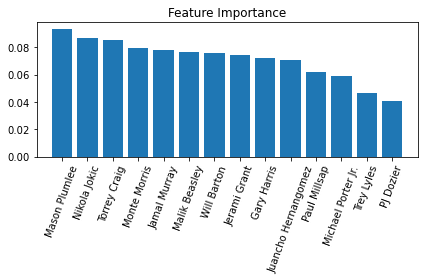 Feature Importance
0.08
0.06
0.04
0.02
0.00
Mason Plumlee
Nikola Jokic
Torrey Craig
Monte Morris
Jamal Murray
Malik Beasley
Will Barton
Jerami Grant
Gary Harris
Juancho Hernangomez
Paul Millsap
Michael Porter Jr.
Trey Lyles
PJ Dozier